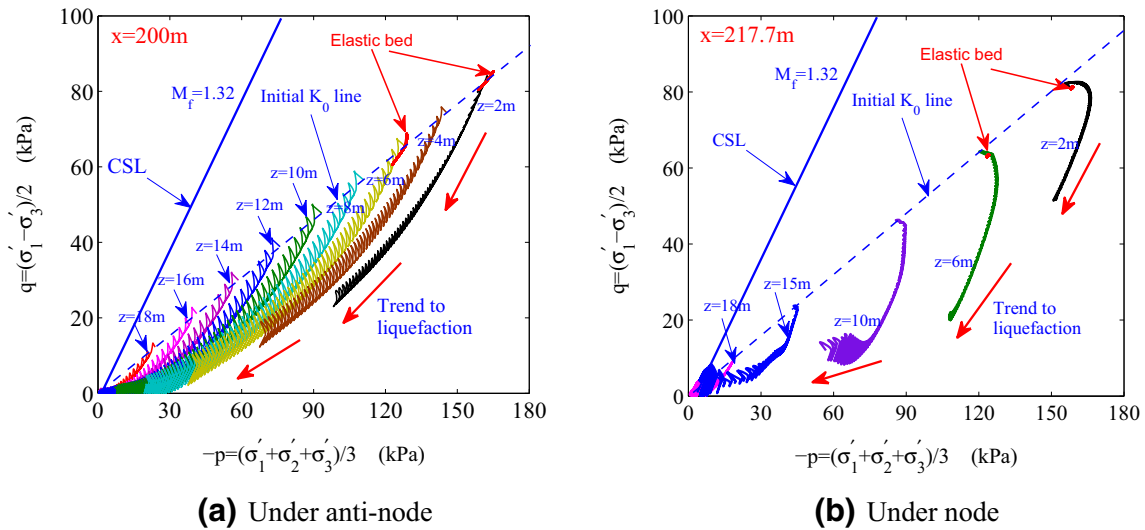 x=200m
Elastic bed
M_f=1.32
Initial K_0 line
CSL
z=2m
z=4m
z=6m
z=8m
z=10m
z=12m
z=14m
z=16m
z=18m
Trend to
liquefaction
100
80
60
40
20
0
0 30 60 90 120 150 180
q=(σ′_1−σ′_3)/2 (kPa)
−p=(σ′_1+σ′_2+σ′_3)/3 (kPa)
(a) Under anti-node
x=217.7m
Elastic bed
M_f=1.32
Initial K_0 line
CSL
z=2m
z=6m
z=10m
z=15m
z=18m
Trend to
liquefaction
100
80
60
40
20
0
0 30 60 90 120 150 180
q=(σ′_1−σ′_3)/2 (kPa)
−p=(σ′_1+σ′_2+σ′_3)/3 (kPa)
(b) Under node